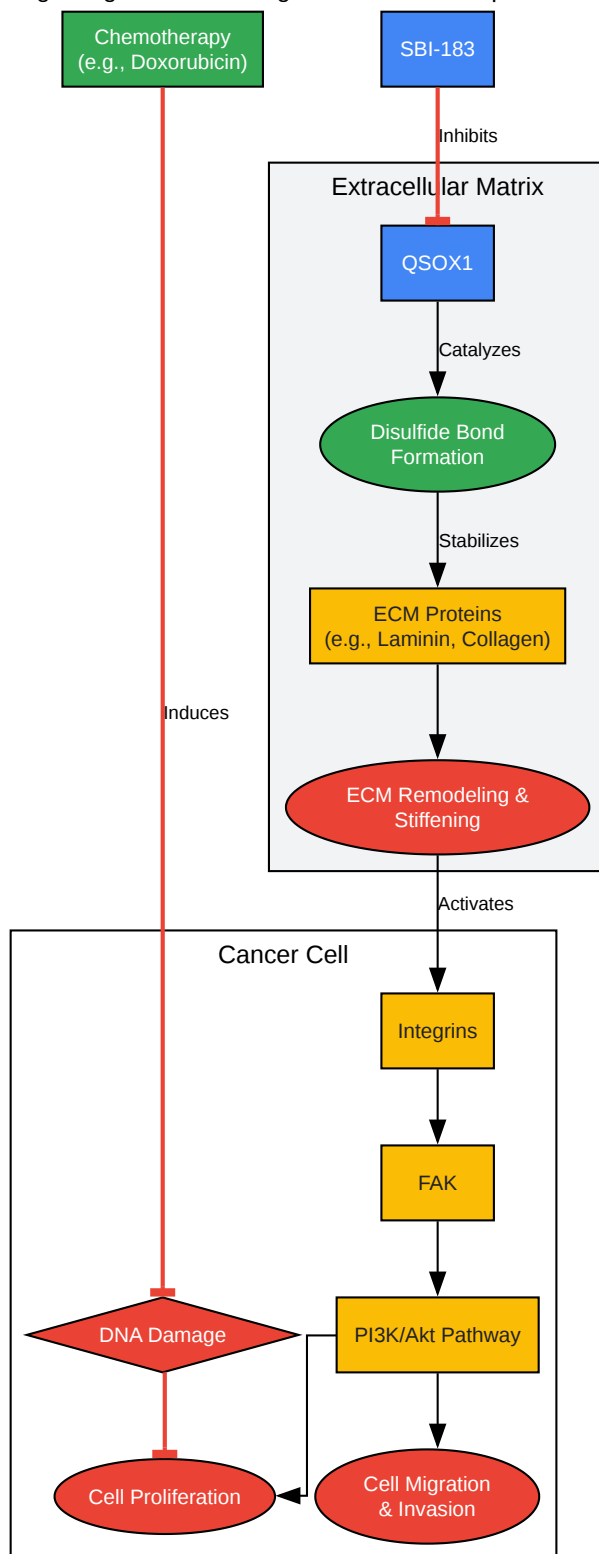 Chemotherapy
(e.g., Doxorubicin)
SBI-183
Inhibits
Extracellular Matrix
QSOX1
Catalyzes
Disulfide Bond
Formation
Stabilizes
ECM Proteins
(e.g., Laminin, Collagen)
Induces
ECM Remodeling &
Stiffening
Activates
Cancer Cell
Integrins
FAK
DNA Damage
PI3K/Akt Pathway
Cell Proliferation
Cell Migration
& Invasion